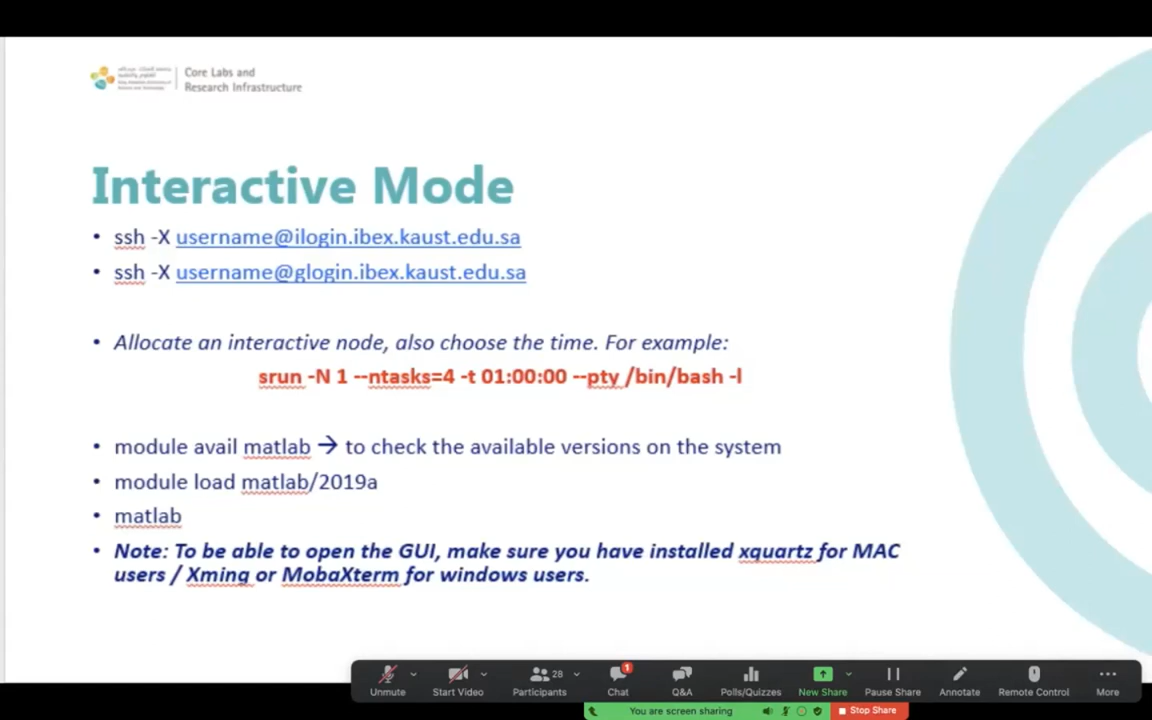 Core Labs and
Research Infrastructure
Interactive Mode
• ssh -X username@ilogin.ibex.kaust.edu.sa
• ssh -X username@glogin.ibex.kaust.edu.sa
• Allocate an interactive node, also choose the time. For example:
srun -N 1 --ntasks=4 -t 01:00:00 --pty /bin/bash -l
• module avail matlab → to check the available versions on the system
• module load matlab/2019a
• matlab
• Note: To be able to open the GUI, make sure you have installed xquartz for MAC
users / Xming or MobaXterm for windows users.
28 1
Unmute Start Video Participants Chat Q&A Polls/Quizzes New Share Pause Share Annotate Remote Control More
You are screen sharing Stop Share